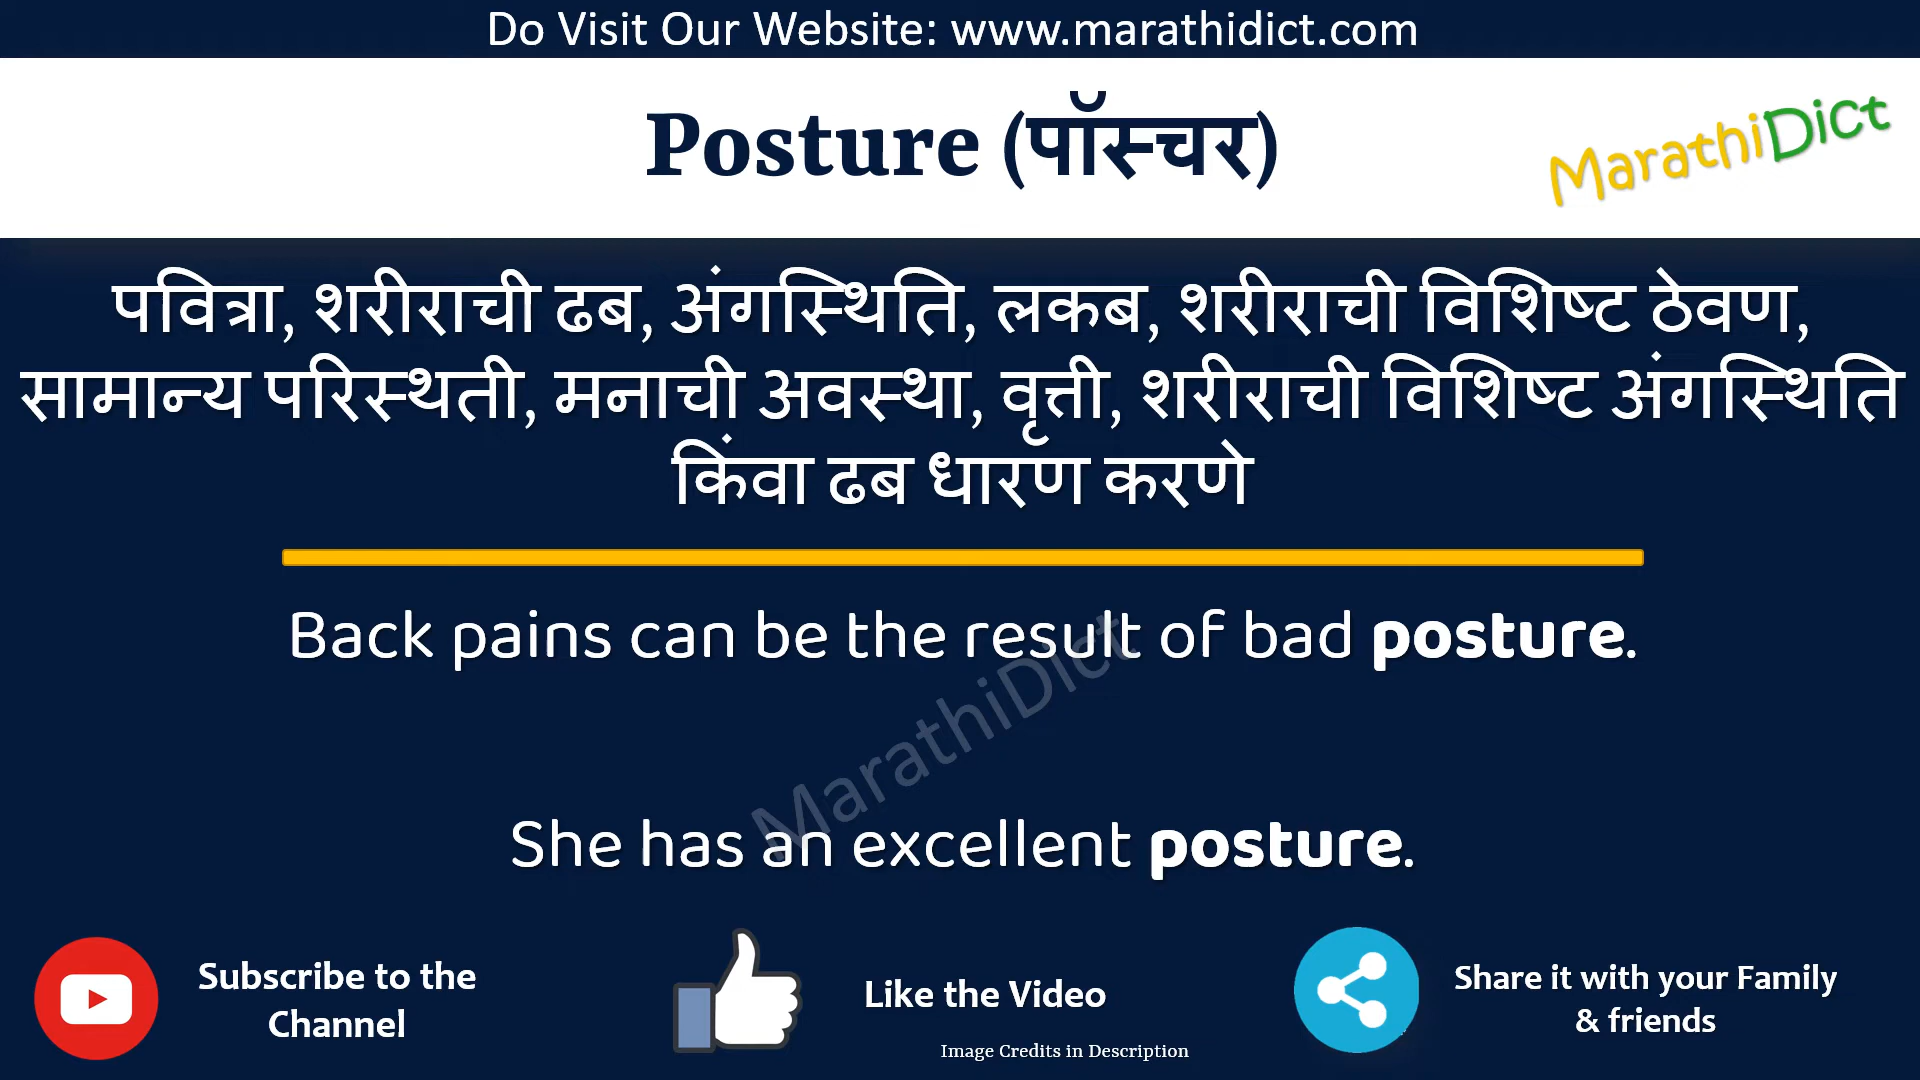 Do Visit Our Website: www.marathidict.com
Posture (पॉस्चर)
MarathiDict
पवित्रा, शरीराची ढब, अंगस्थिति, लकब, शरीराची विशिष्ट ठेवण,
सामान्य परिस्थती, मनाची अवस्था, वृत्ती, शरीराची विशिष्ट अंगस्थिति
किंवा ढब धारण करणे
Back pains can be the result of bad posture.
MarathiDict
She has an excellent posture.
Subscribe to the
Channel
Like the Video
Share it with your Family
& friends
Image Credits in Description